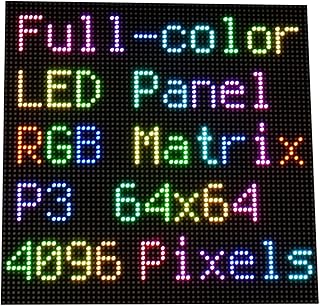 Full-color
LED Panel
RGB Matrix
P3 64x64
4096 Pixels